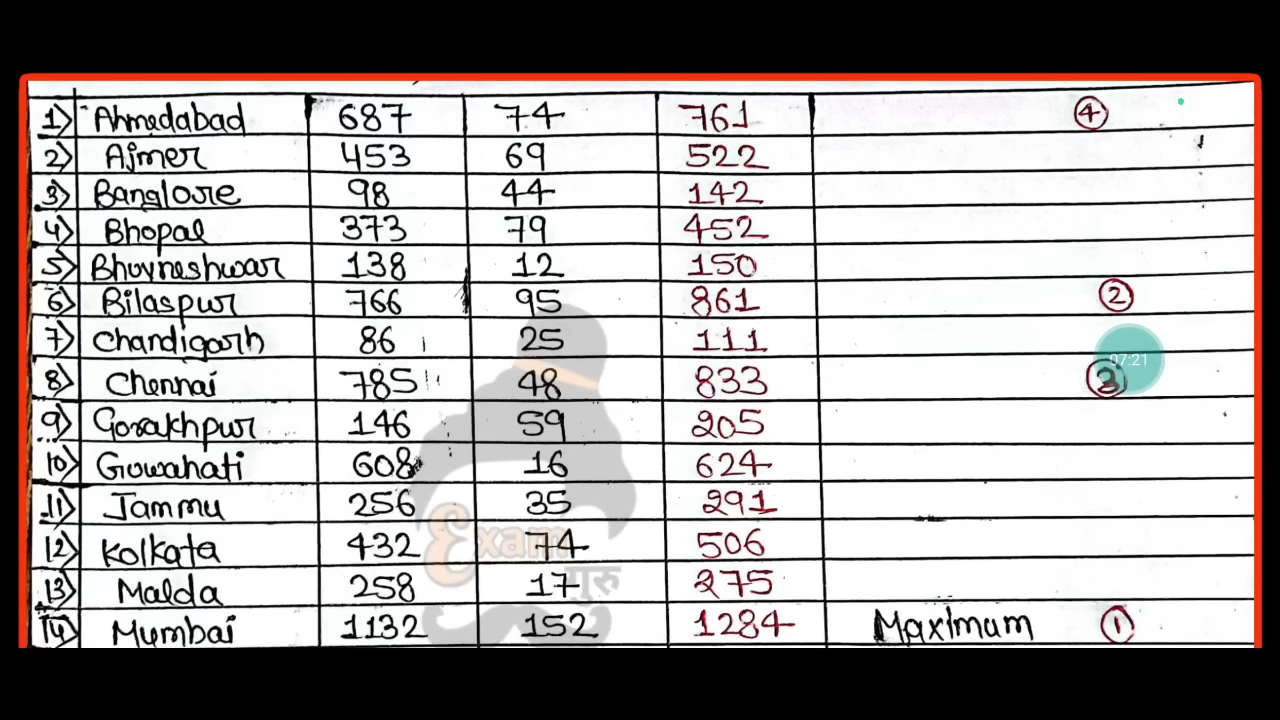 1) Ahmedabad 687 74 761 4
2) Ajmer 453 69 522
3) Banglore 98 44 142
4) Bhopal 373 79 452
5) Bhuvneshwar 138 12 150
6) Bilaspur 766 95 861 2
7) Chandigarh 86 25 111
07:21
8) Chennai 785 48 833 3
9) Gorakhpur 146 59 205
10) Guwahati 608 16 624
11) Jammu 256 35 291
12) Kolkata 432 74 506
Exam
गुरु
13) Malda 258 17 275
14) Mumbai 1132 152 1284 Maximum 1